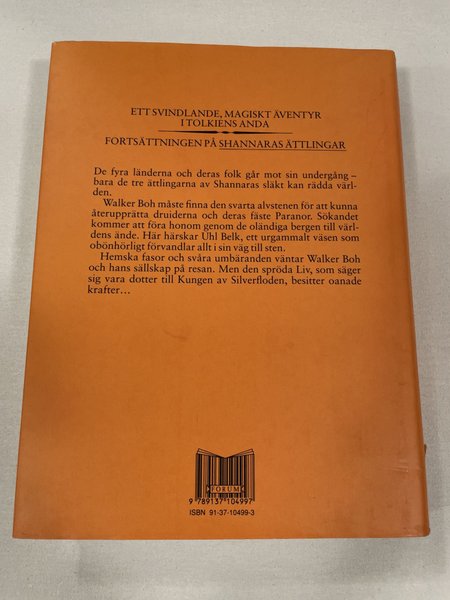 ETT SVINDLANDE, MAGISKT ÄVENTYR
I TOLKIENS ANDA
FORTSÄTTNINGEN PÅ SHANNARAS ÄTTLINGAR
De fyra länderna och deras folk går mot sin undergång –
bara de tre ättlingarna av Shannaras släkt kan rädda värl-
den.
Walker Boh måste finna den svarta alvstenen för att kunna
återupprätta druiderna och deras fäste Paranor. Sökandet
kommer att föra honom genom de oländiga bergen till värl-
dens ände. Här härskar Uhl Belk, ett urgammalt väsen som
obönhörligt förvandlar allt i sin väg till sten.
Hemska fasor och svåra umbäranden väntar Walker Boh
och hans sällskap på resan. Men den spröda Liv, som säger
sig vara dotter till Kungen av Silverfloden, besitter oanade
krafter…
FORUM
9 789137 104997
ISBN 91-37-10499-3